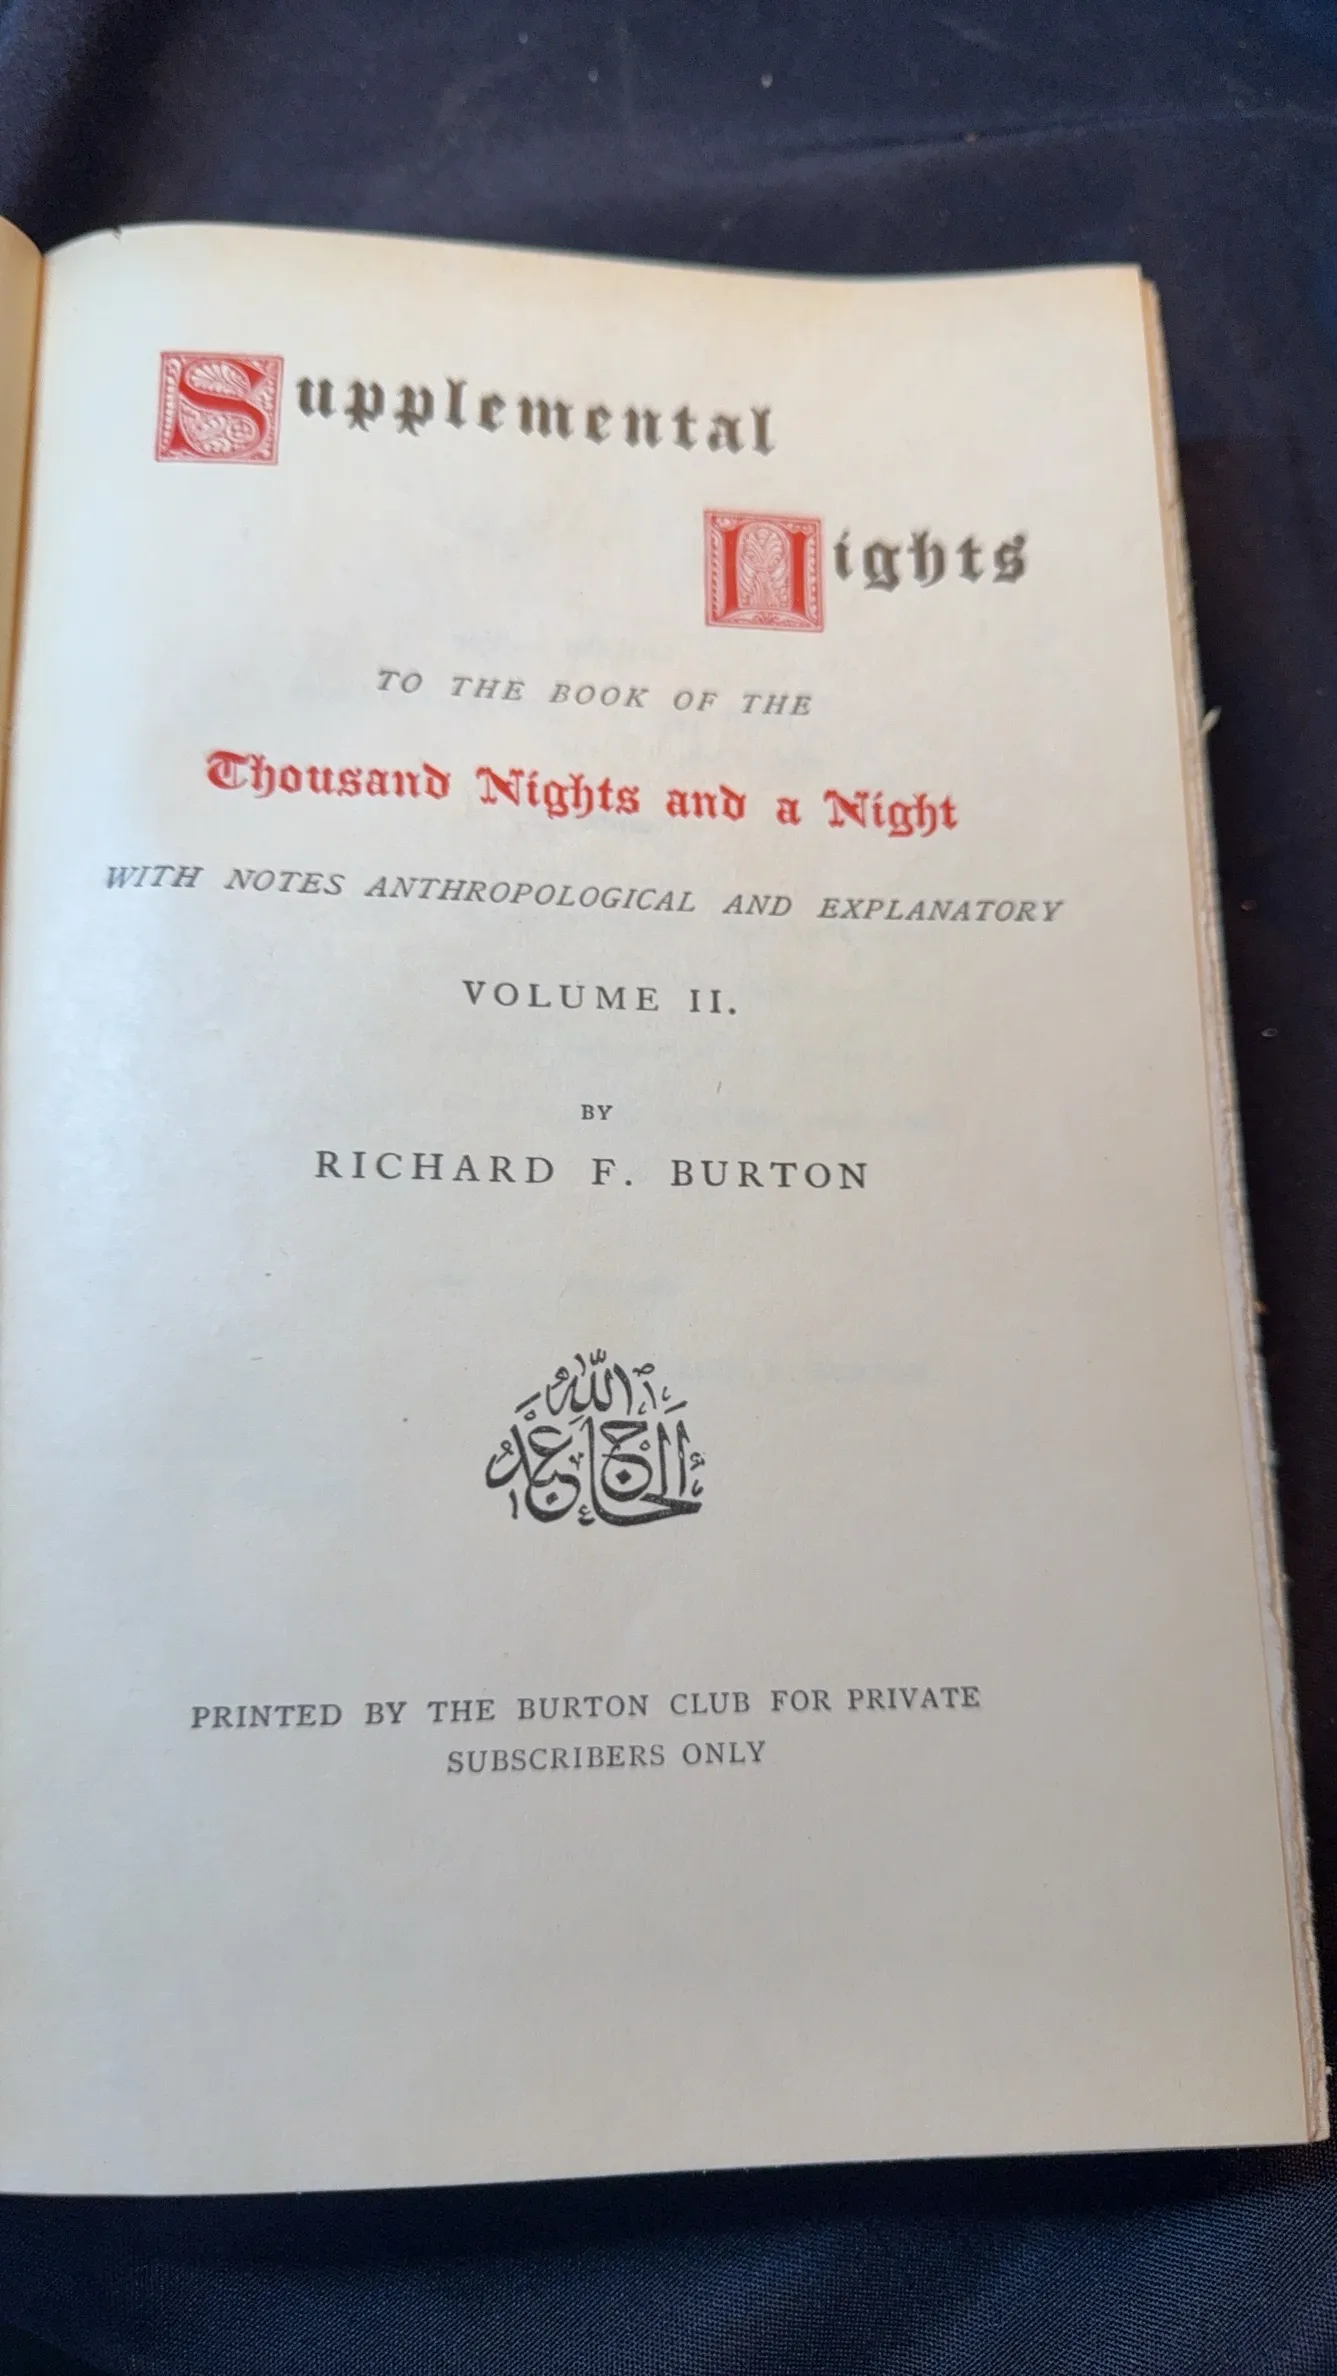 Supplemental
Nights
TO THE BOOK OF THE
Thousand Nights and a Night
WITH NOTES ANTHROPOLOGICAL AND EXPLANATORY
VOLUME II.
BY
RICHARD F. BURTON
الحاج عبد الله
PRINTED BY THE BURTON CLUB FOR PRIVATE
SUBSCRIBERS ONLY